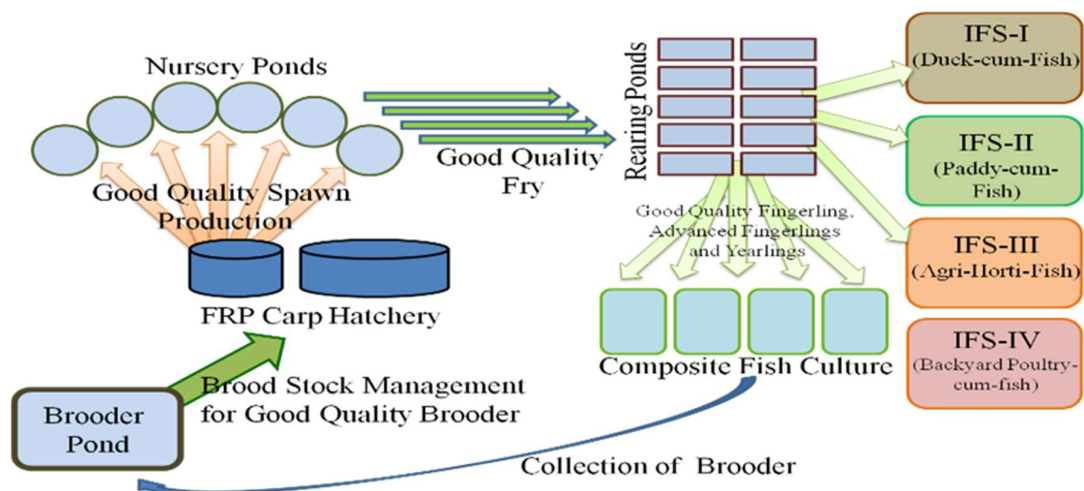 Nursery Ponds
Good Quality Spawn
Production
FRP Carp Hatchery
Brood Stock Management
for Good Quality Brooder
Brooder
Pond
Good Quality
Fry
Rearing Ponds
Good Quality Fingerling,
Advanced Fingerlings
and Yearlings
Composite Fish Culture
Collection of Brooder
IFS-I
(Duck-cum-Fish)
IFS-II
(Paddy-cum-
Fish)
IFS-III
(Agri-Horti-Fish)
IFS-IV
(Backyard Poultry-
cum-fish)